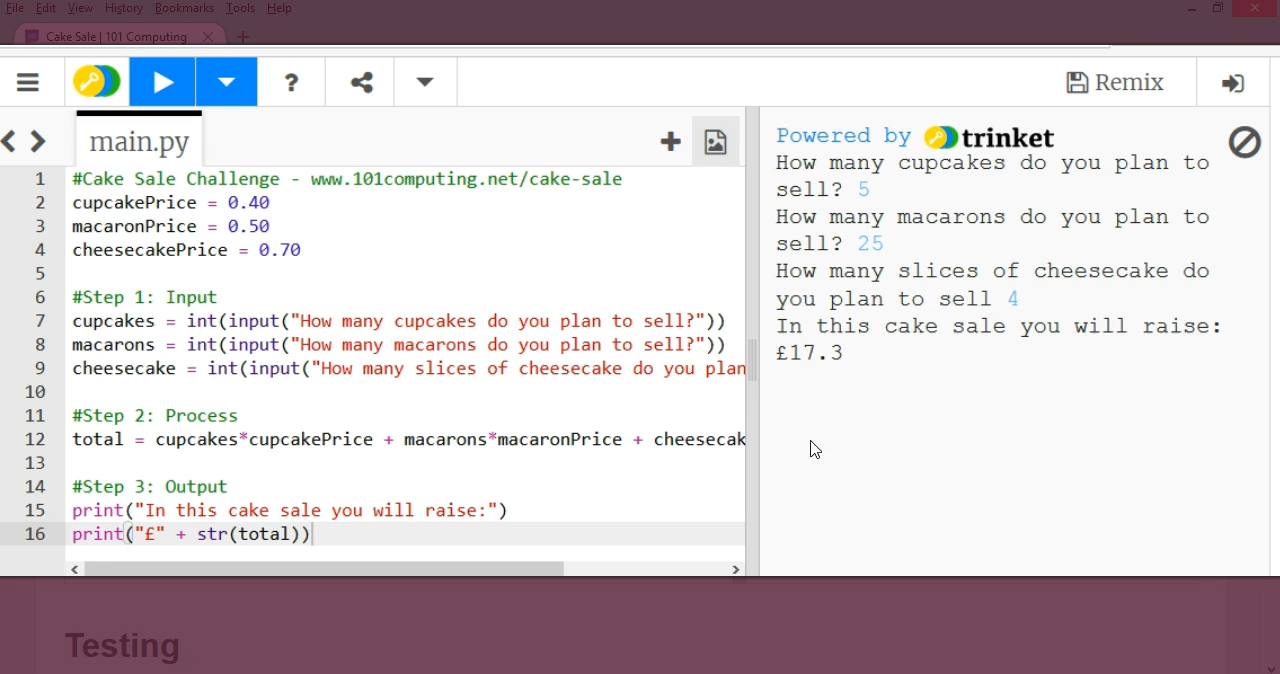 File Edit View History Bookmarks Tools Help
Cake Sale | 101 Computing
?
Remix
main.py
1 #Cake Sale Challenge - www.101computing.net/cake-sale
2 cupcakePrice = 0.40
3 macaronPrice = 0.50
4 cheesecakePrice = 0.70
5
6 #Step 1: Input
7 cupcakes = int(input("How many cupcakes do you plan to sell?"))
8 macarons = int(input("How many macarons do you plan to sell?"))
9 cheesecake = int(input("How many slices of cheesecake do you plan
10
11 #Step 2: Process
12 total = cupcakes*cupcakePrice + macarons*macaronPrice + cheesecak
13
14 #Step 3: Output
15 print("In this cake sale you will raise:")
16 print("£" + str(total))
Powered by trinket
How many cupcakes do you plan to
sell? 5
How many macarons do you plan to
sell? 25
How many slices of cheesecake do
you plan to sell 4
In this cake sale you will raise:
£17.3
Testing